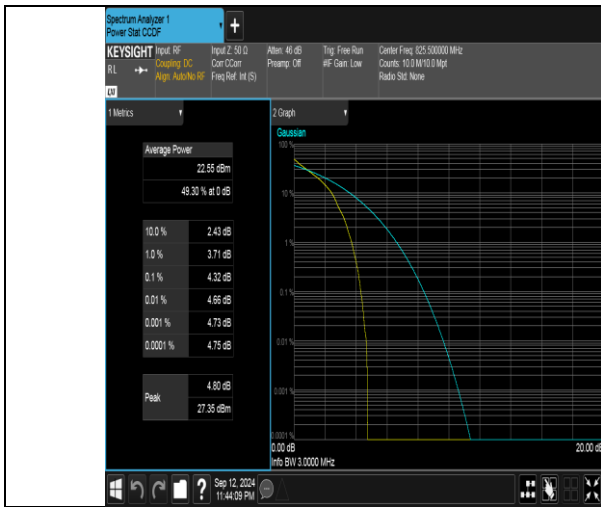 Spectrum Analyzer 1
Power Stat CCDF
+
KEYSIGHT Input: RF Input Z: 50 Ω Atten: 46 dB Trig: Free Run Center Freq: 825.500000 MHz
RL Coupling: DC Corr CCorr Preamp: Off #IF Gain: Low Counts: 10.0 M/10.0 Mpt
Align: Auto/No RF Freq Ref: Int (S) Radio Std: None
1 Metrics
Average Power
22.55 dBm
49.30 % at 0 dB
10.0 % 2.43 dB
1.0 % 3.71 dB
0.1 % 4.32 dB
0.01 % 4.66 dB
0.001 % 4.73 dB
0.0001 % 4.75 dB
Peak
4.80 dB
27.35 dBm
2 Graph
Gaussian
100 %
10 %
1 %
0.1 %
0.01 %
0.001 %
0.0001 %
0.00 dB 20.00 dB
Info BW 3.0000 MHz
? Sep 12, 2024
11:44:09 PM